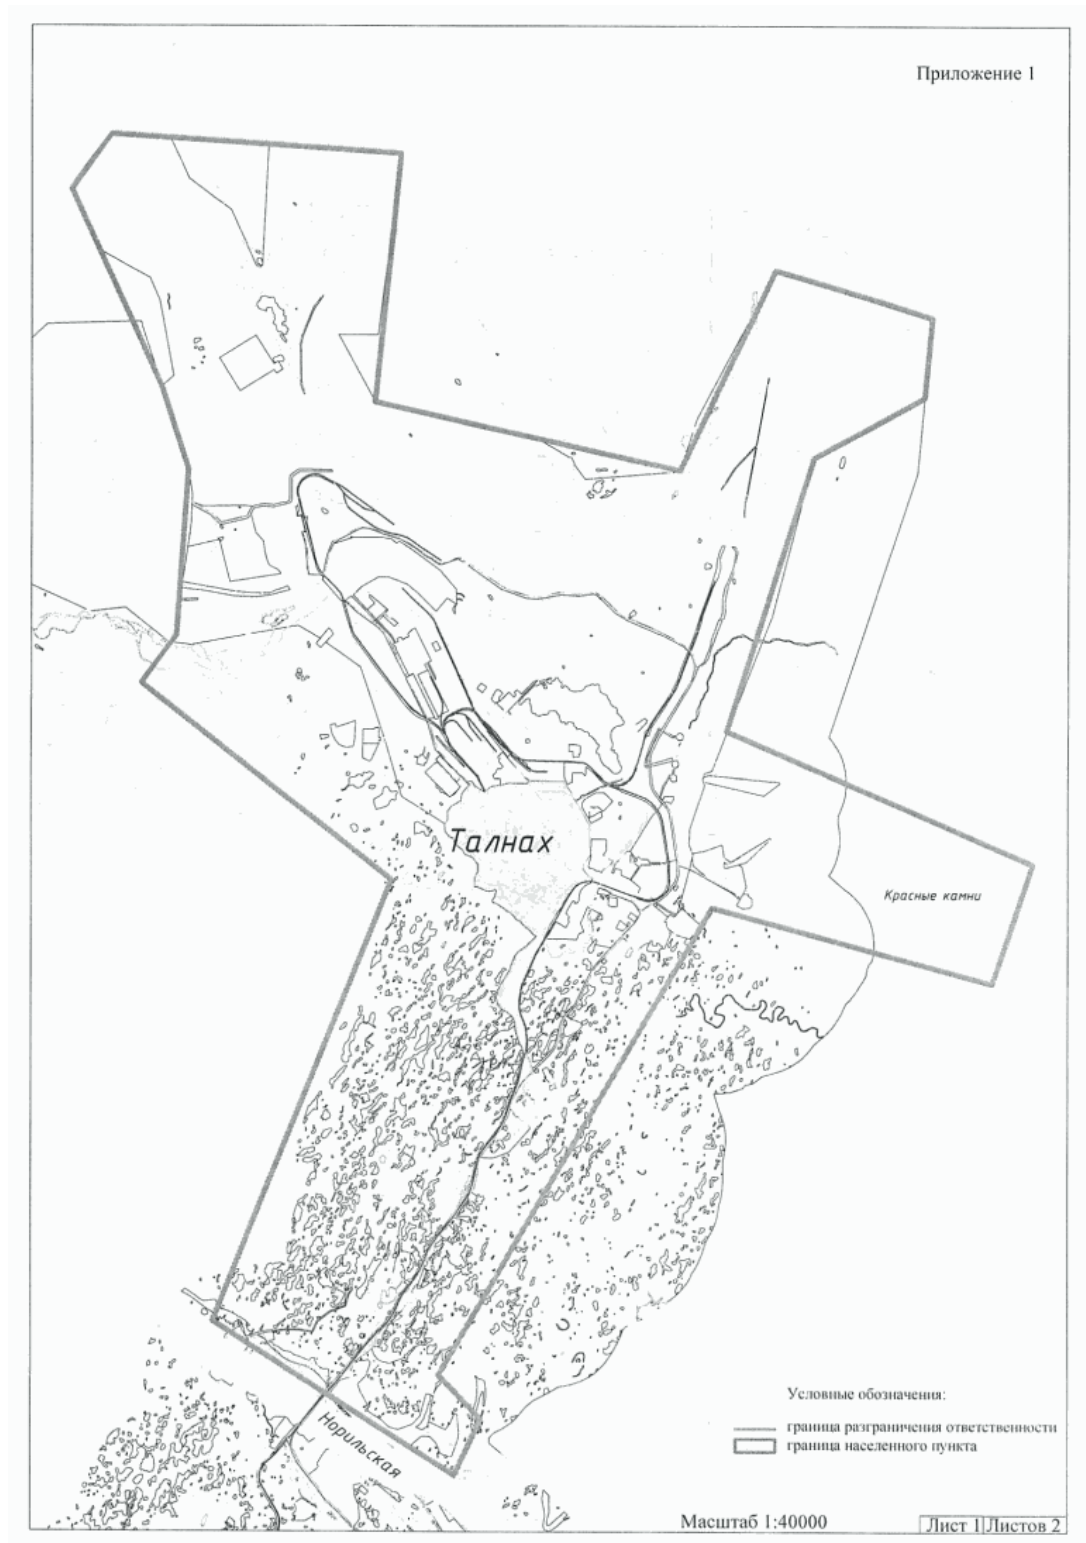 Приложение 1
Талнах
Красные камни
Условные обозначения:
граница разграничения ответственности
граница населенного пункта
Норильская
Масштаб 1:40000
Лист 1 Листов 2